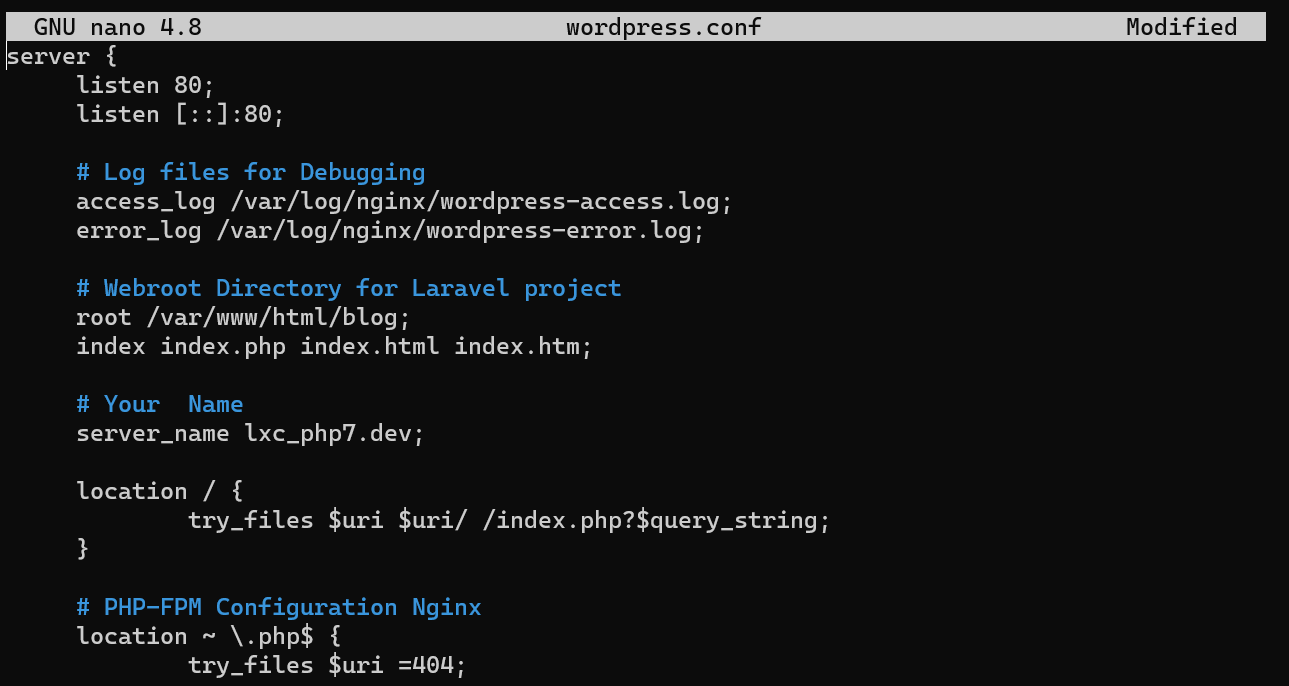 GNU nano 4.8 wordpress.conf Modified
server {
listen 80;
listen [::]:80;
# Log files for Debugging
access_log /var/log/nginx/wordpress-access.log;
error_log /var/log/nginx/wordpress-error.log;
# Webroot Directory for Laravel project
root /var/www/html/blog;
index index.php index.html index.htm;
# Your  Name
server_name lxc_php7.dev;
location / {
try_files $uri $uri/ /index.php?$query_string;
}
# PHP-FPM Configuration Nginx
location ~ \.php$ {
try_files $uri =404;